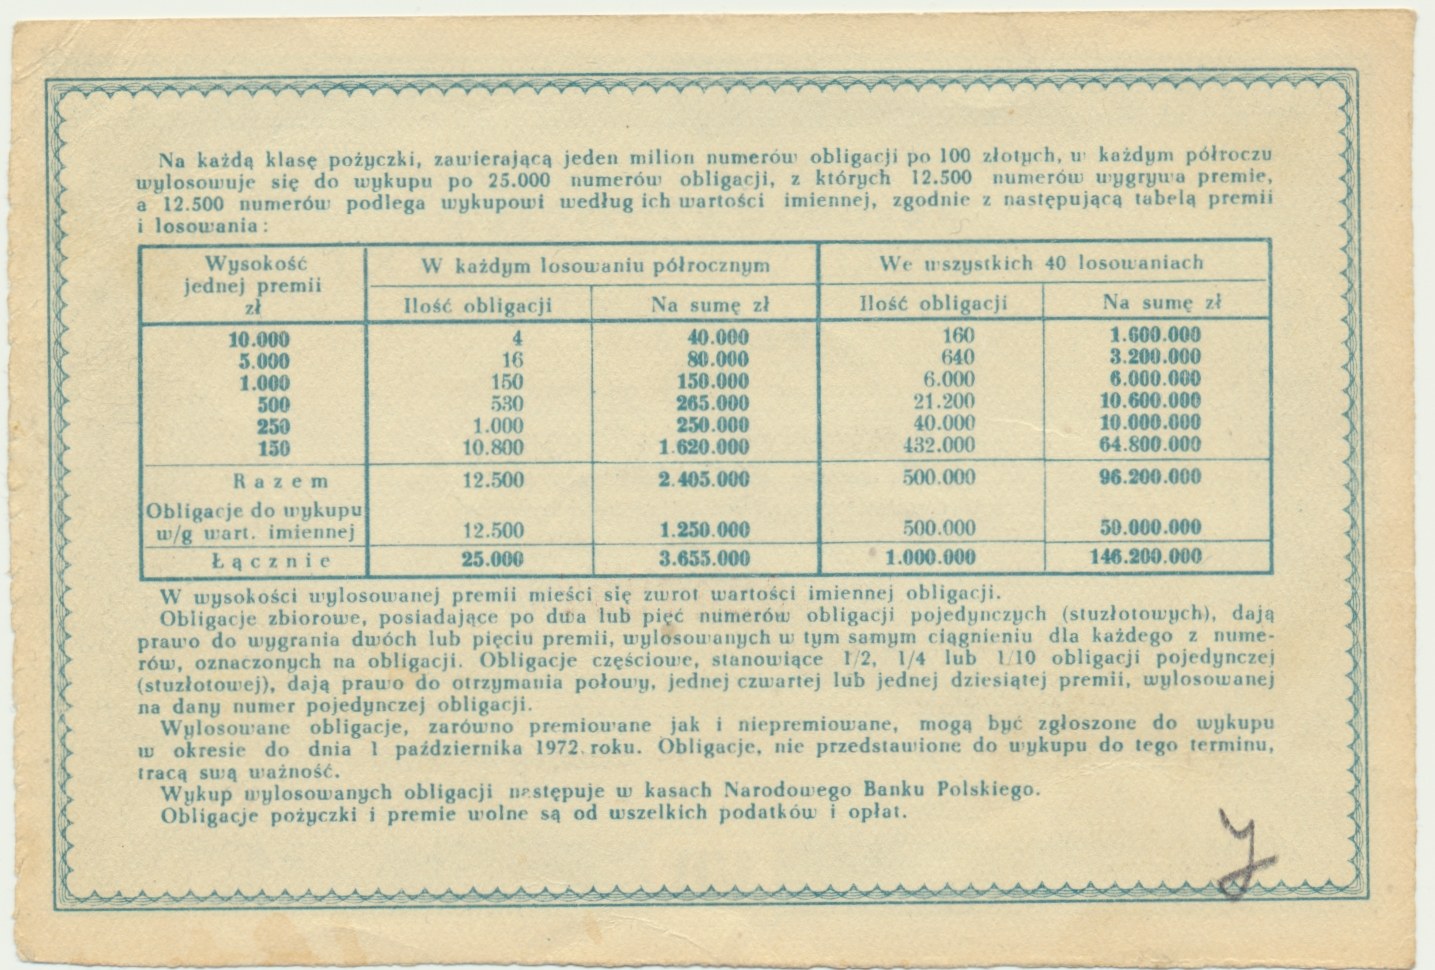 Na każdą klasę pożyczki, zawierającą jeden milion numerów obligacji po 100 złotych, w każdym półroczu
wylosowuje się do wykupu po 25.000 numerów obligacji, z których 12.500 numerów wygrywa premie,
a 12.500 numerów podlega wykupowi według ich wartości imiennej, zgodnie z następującą tabelą premii
i losowania:
Wysokość jednej premii zł | W każdym losowaniu półrocznym | We wszystkich 40 losowaniach
Ilość obligacji | Na sumę zł | Ilość obligacji | Na sumę zł
10.000 | 4 | 40.000 | 160 | 1.600.000
5.000 | 16 | 80.000 | 640 | 3.200.000
1.000 | 150 | 150.000 | 6.000 | 6.000.000
500 | 530 | 265.000 | 21.200 | 10.600.000
250 | 1.000 | 250.000 | 40.000 | 10.000.000
150 | 10.800 | 1.620.000 | 432.000 | 64.800.000
Razem | 12.500 | 2.405.000 | 500.000 | 96.200.000
Obligacje do wykupu
w/g wart. imiennej | 12.500 | 1.250.000 | 500.000 | 50.000.000
Łącznie | 25.000 | 3.655.000 | 1.000.000 | 146.200.000
W wysokości wylosowanej premii mieści się zwrot wartości imiennej obligacji.
Obligacje zbiorowe, posiadające po dwa lub pięć numerów obligacji pojedynczych (stuzłotowych), dają
prawo do wygrania dwóch lub pięciu premii, wylosowanych w tym samym ciągnieniu dla każdego z nume-
rów, oznaczonych na obligacji. Obligacje częściowe, stanowiące 1/2, 1/4 lub 1/10 obligacji pojedynczej
(stuzłotowej), dają prawo do otrzymania połowy, jednej czwartej lub jednej dziesiątej premii, wylosowanej
na dany numer pojedynczej obligacji.
Wylosowane obligacje, zarówno premiowane jak i niepremiowane, mogą być zgłoszone do wykupu
w okresie do dnia 1 października 1972 roku. Obligacje, nie przedstawione do wykupu do tego terminu,
tracą swą ważność.
Wykup wylosowanych obligacji następuje w kasach Narodowego Banku Polskiego.
Obligacje pożyczki i premie wolne są od wszelkich podatków i opłat.